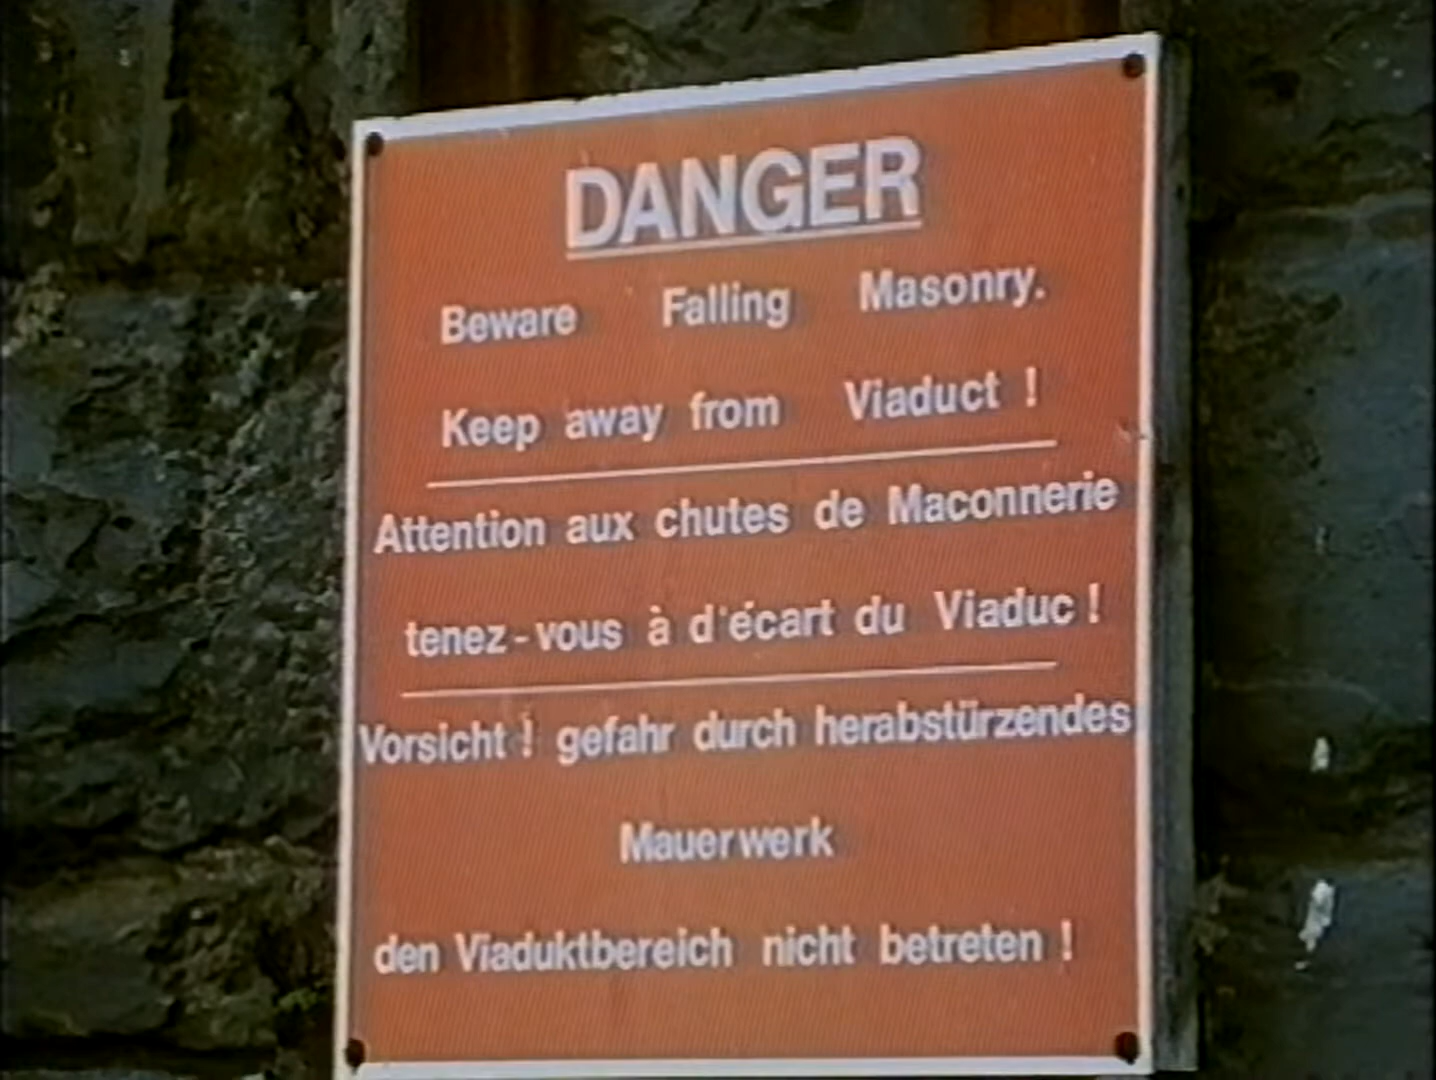 DANGER
Beware Falling Masonry.
Keep away from Viaduct !
Attention aux chutes de Maconnerie
tenez-vous à d'écart du Viaduc !
Vorsicht ! gefahr durch herabstürzendes
Mauerwerk
den Viaduktbereich nicht betreten !